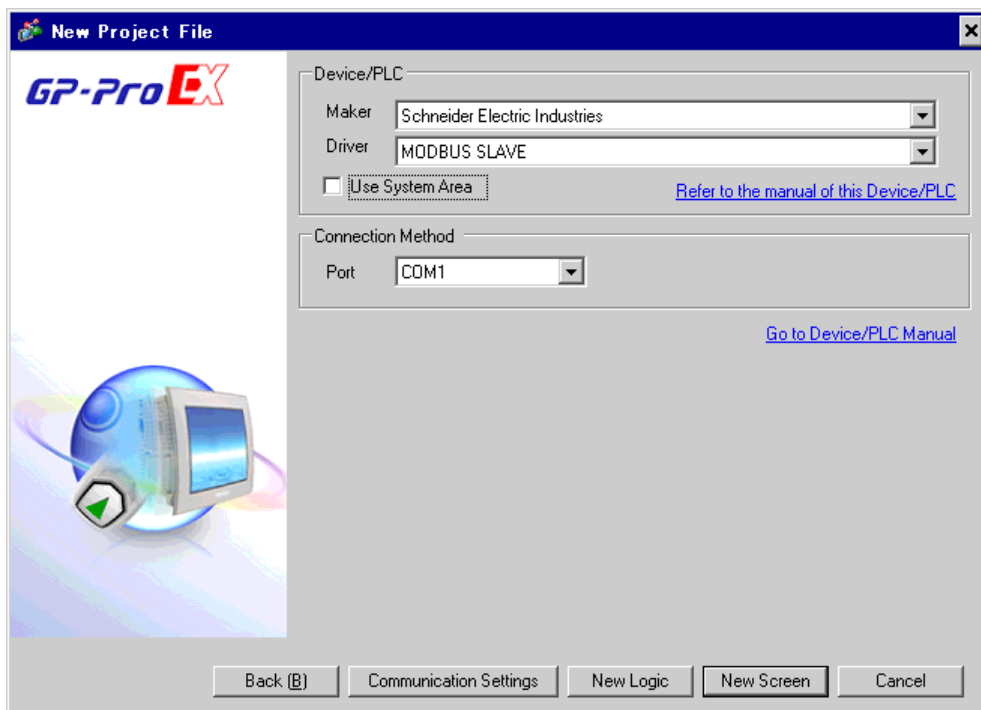 New Project File
GP-Pro EX
Device/PLC
Maker Schneider Electric Industries
Driver MODBUS SLAVE
Use System Area Refer to the manual of this Device/PLC
Connection Method
Port COM1
Go to Device/PLC Manual
Back (B) Communication Settings New Logic New Screen Cancel